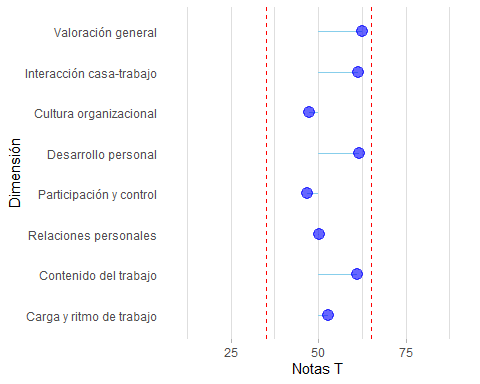 Valoración general
Interacción casa-trabajo
Cultura organizacional
Desarrollo personal
Participación y control
Relaciones personales
Contenido del trabajo
Carga y ritmo de trabajo
Dimensión
25 50 75
Notas T